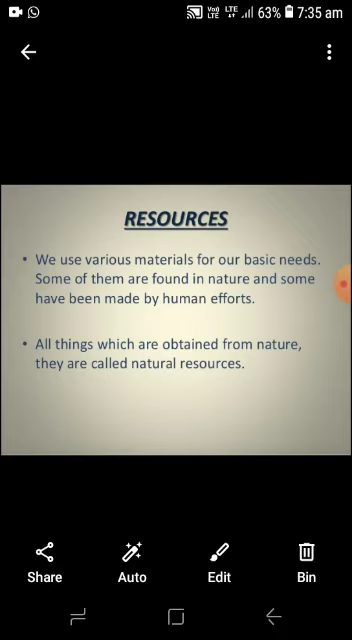 LTE 63% 7:35 am
RESOURCES
• We use various materials for our basic needs.
Some of them are found in nature and some
have been made by human efforts.
• All things which are obtained from nature,
they are called natural resources.
Share Auto Edit Bin